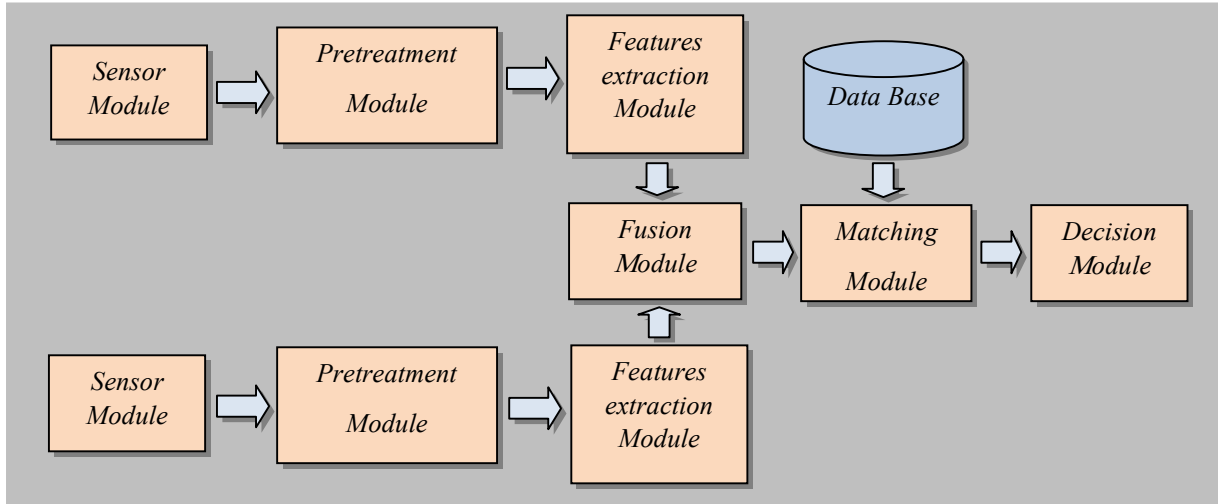 Sensor
Module
Pretreatment
Module
Features
extraction
Module
Data Base
Fusion
Module
Matching
Module
Decision
Module
Sensor
Module
Pretreatment
Module
Features
extraction
Module